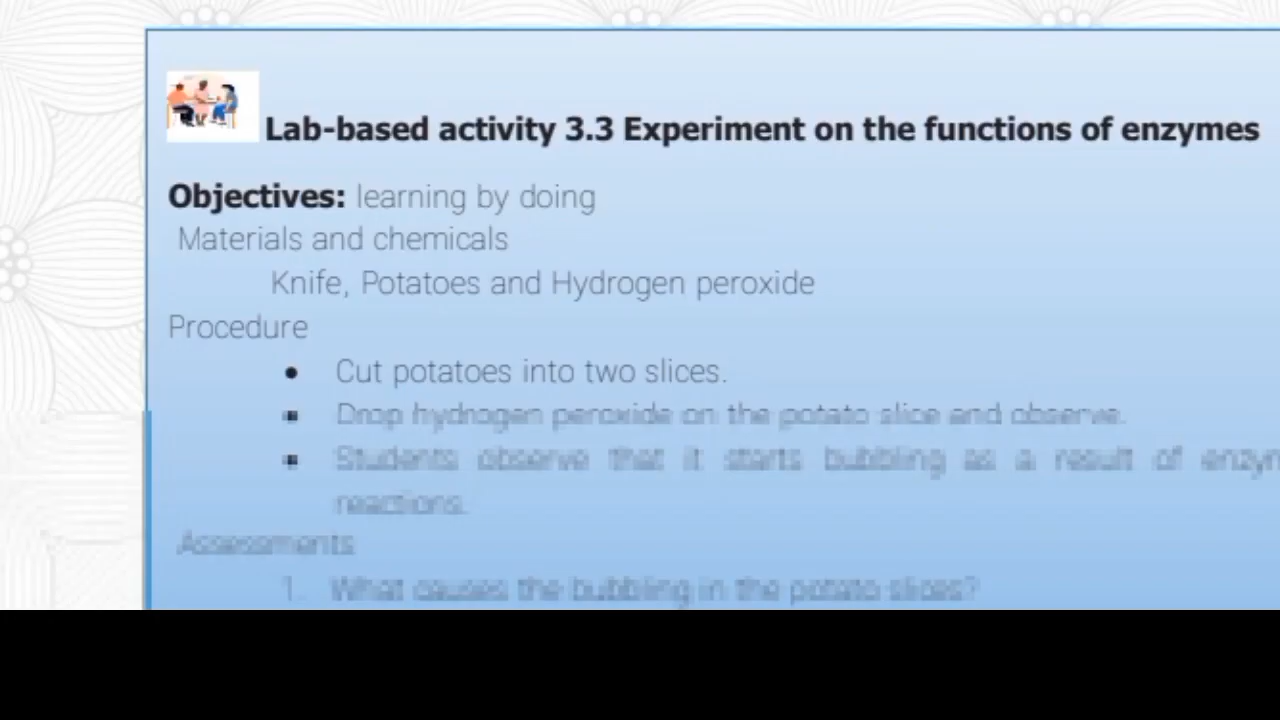 Lab-based activity 3.3 Experiment on the functions of enzymes
Objectives: learning by doing
Materials and chemicals
Knife, Potatoes and Hydrogen peroxide
Procedure
• Cut potatoes into two slices.
▪ Drop hydrogen peroxide on the potato slice and observe.
▪ Students observe that it starts bubbling as a result of
reactions.
Assessments
1. What causes the bubbling in the potato slices?